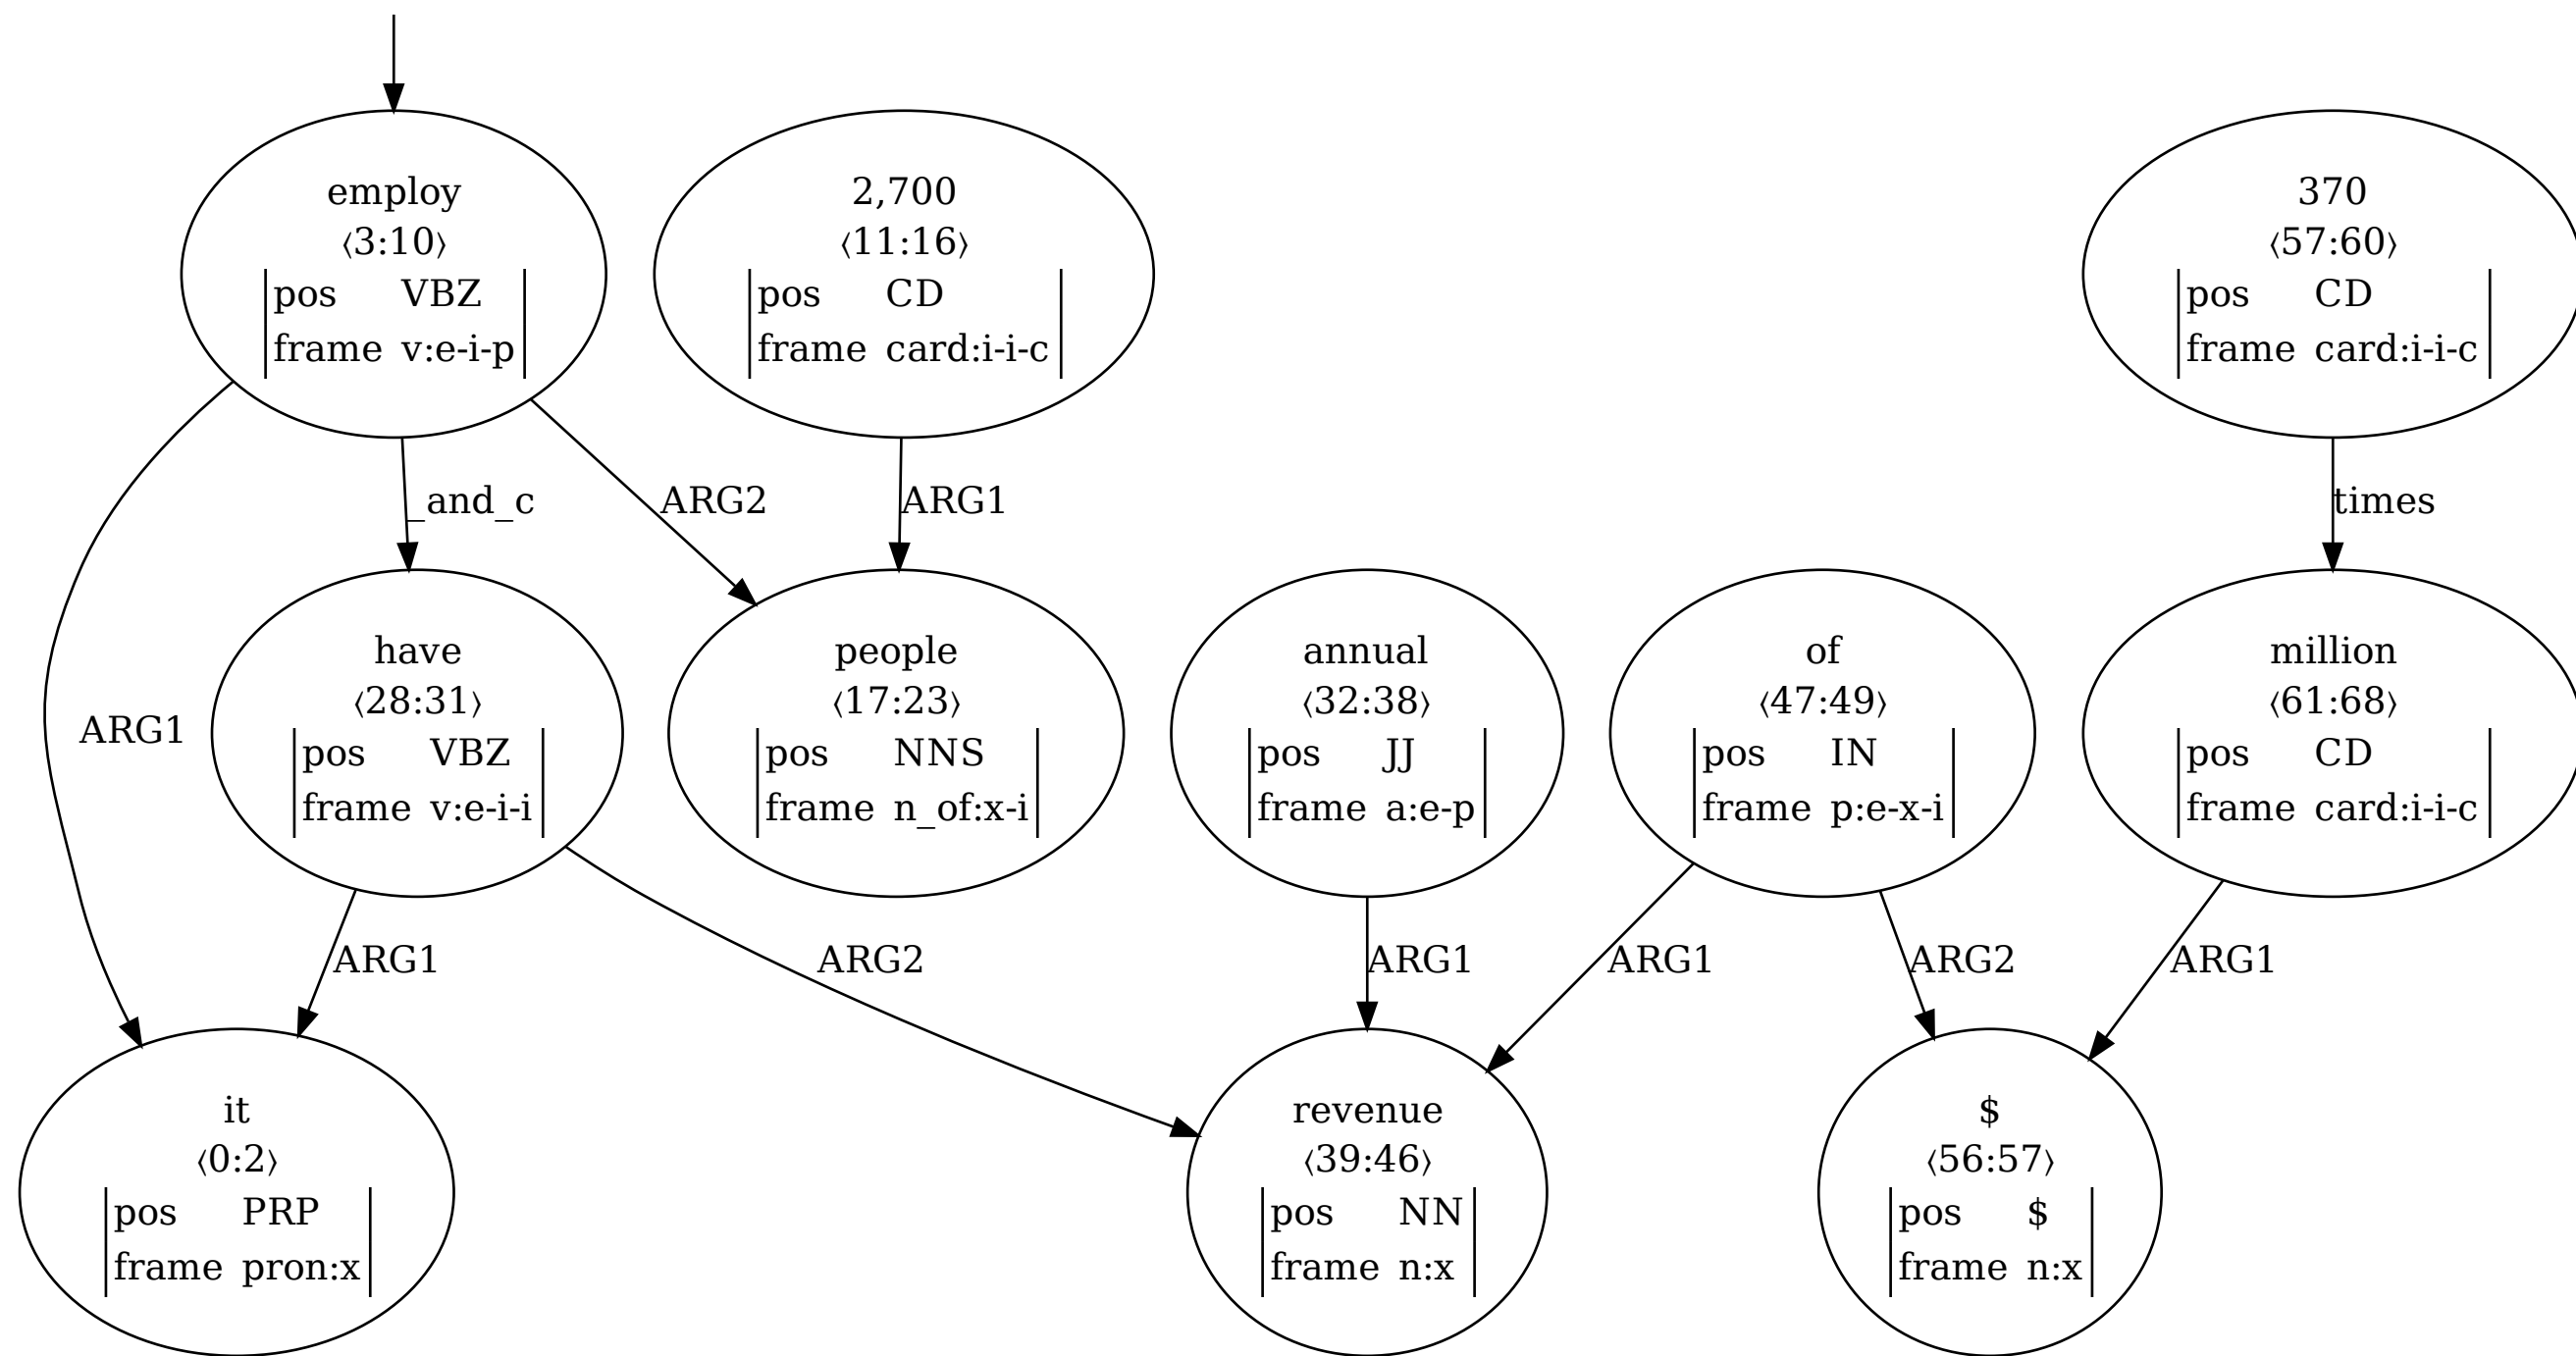 employ
⟨3:10⟩
pos VBZ
frame v:e-i-p
2,700
⟨11:16⟩
pos CD
frame card:i-i-c
370
⟨57:60⟩
pos CD
frame card:i-i-c
_and_c
ARG2
ARG1
times
ARG1
have
⟨28:31⟩
pos VBZ
frame v:e-i-i
people
⟨17:23⟩
pos NNS
frame n_of:x-i
annual
⟨32:38⟩
pos JJ
frame a:e-p
of
⟨47:49⟩
pos IN
frame p:e-x-i
million
⟨61:68⟩
pos CD
frame card:i-i-c
ARG1
ARG2
ARG1
ARG1
ARG2
ARG1
it
⟨0:2⟩
pos PRP
frame pron:x
revenue
⟨39:46⟩
pos NN
frame n:x
$
⟨56:57⟩
pos $
frame n:x